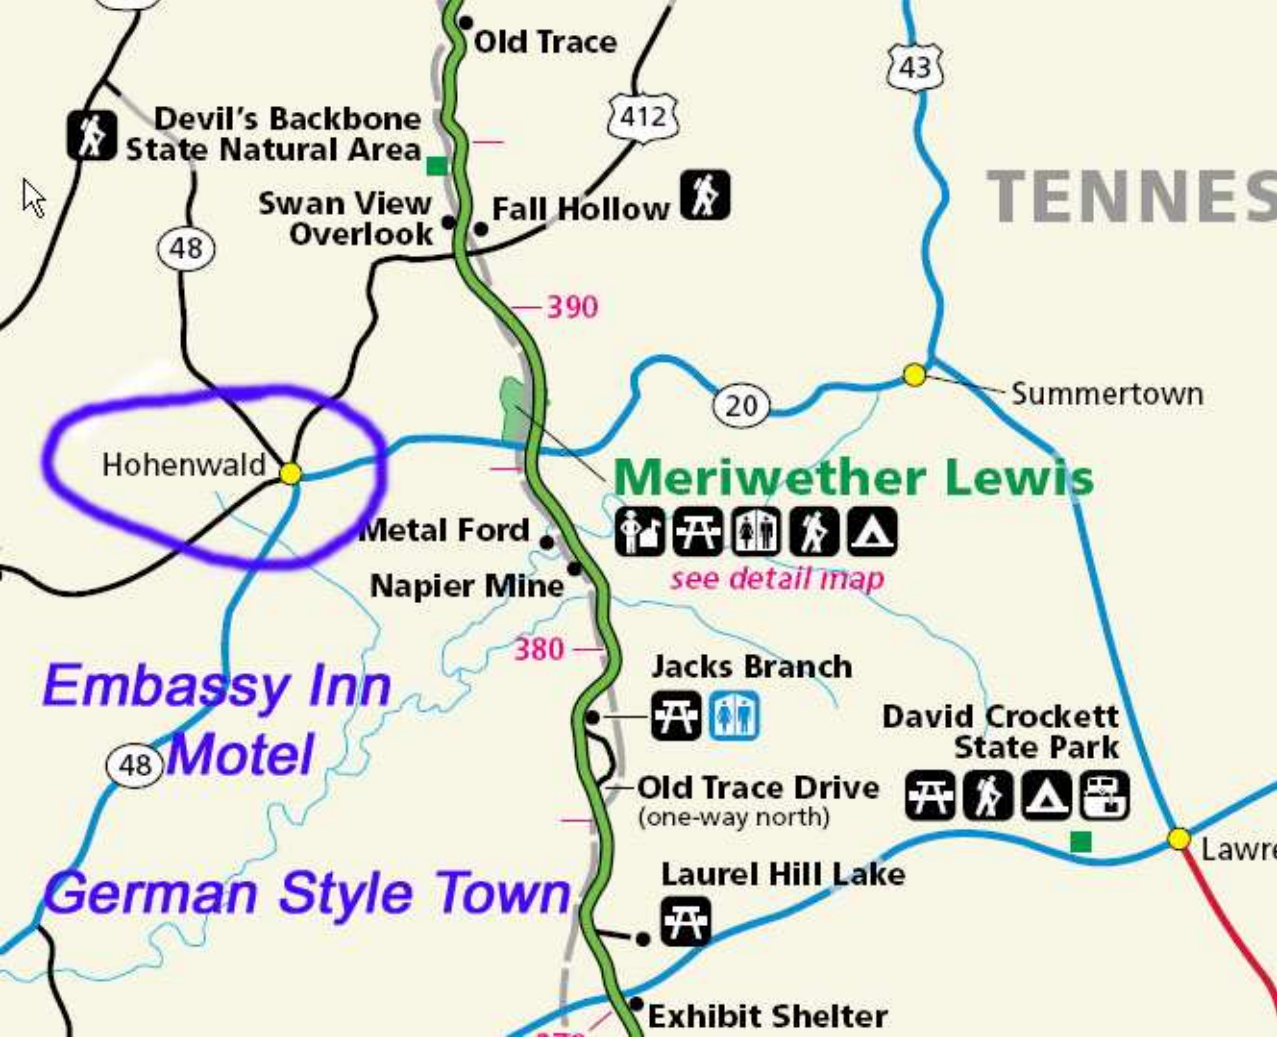 Old Trace
43
412
Devil's Backbone
State Natural Area
TENNES
Swan View
Overlook
Fall Hollow
48
390
20
Summertown
Hohenwald
Meriwether Lewis
Metal Ford
see detail map
Napier Mine
380
Jacks Branch
Embassy Inn
Motel
David Crockett
State Park
48
Old Trace Drive
(one-way north)
Lawre
Laurel Hill Lake
German Style Town
Exhibit Shelter